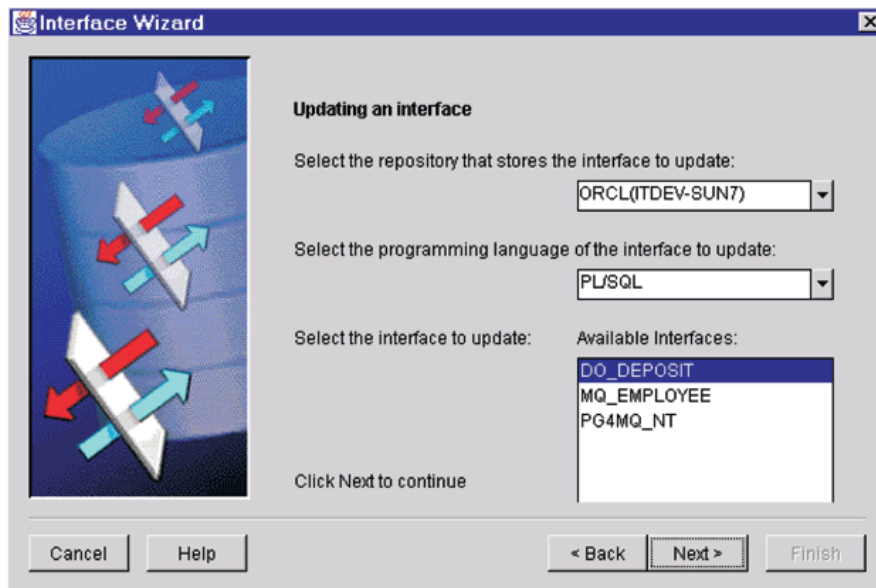 Interface Wizard
Updating an interface
Select the repository that stores the interface to update:
ORCL(ITDEV-SUN7)
Select the programming language of the interface to update:
PL/SQL
Select the interface to update:
Available Interfaces:
DO_DEPOSIT
MQ_EMPLOYEE
PG4MQ_NT
Click Next to continue
Cancel
Help
< Back
Next >
Finish